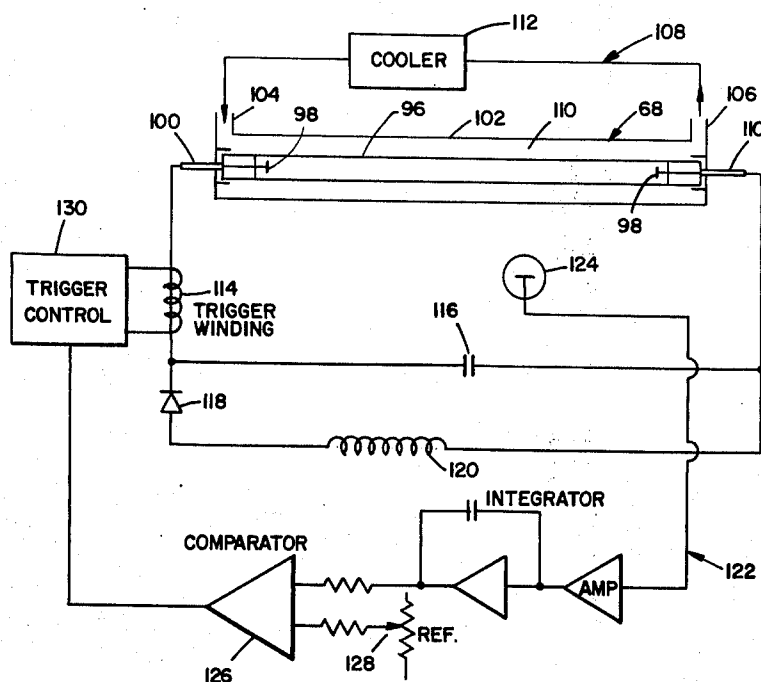 112
COOLER
108
104
98
96
102
110
68
106
100
110
98
130
TRIGGER
CONTROL
114
TRIGGER
WINDING
124
116
118
120
INTEGRATOR
COMPARATOR
AMP
122
REF.
128
126